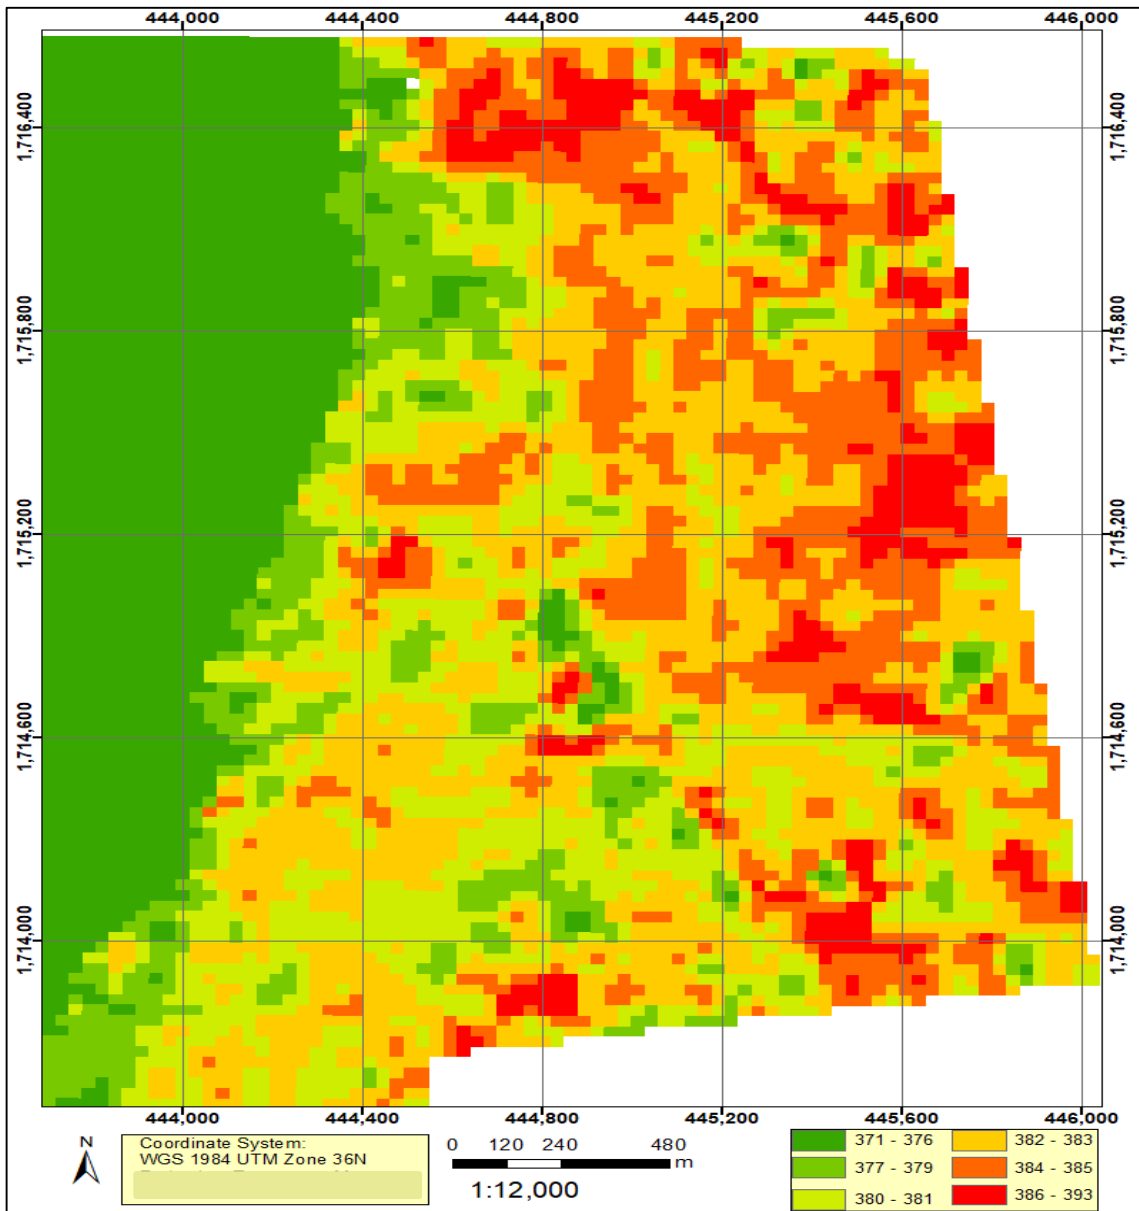 444,000 444,400 444,800 445,200 445,600 446,000
1,716,400 1,716,400
1,715,800 1,715,800
1,715,200 1,715,200
1,714,600 1,714,600
1,714,000 1,714,000
444,000 444,400 444,800 445,200 445,600 446,000
N
Coordinate System:
WGS 1984 UTM Zone 36N
0 120 240 480
m
1:12,000
371 - 376 382 - 383
377 - 379 384 - 385
380 - 381 386 - 393